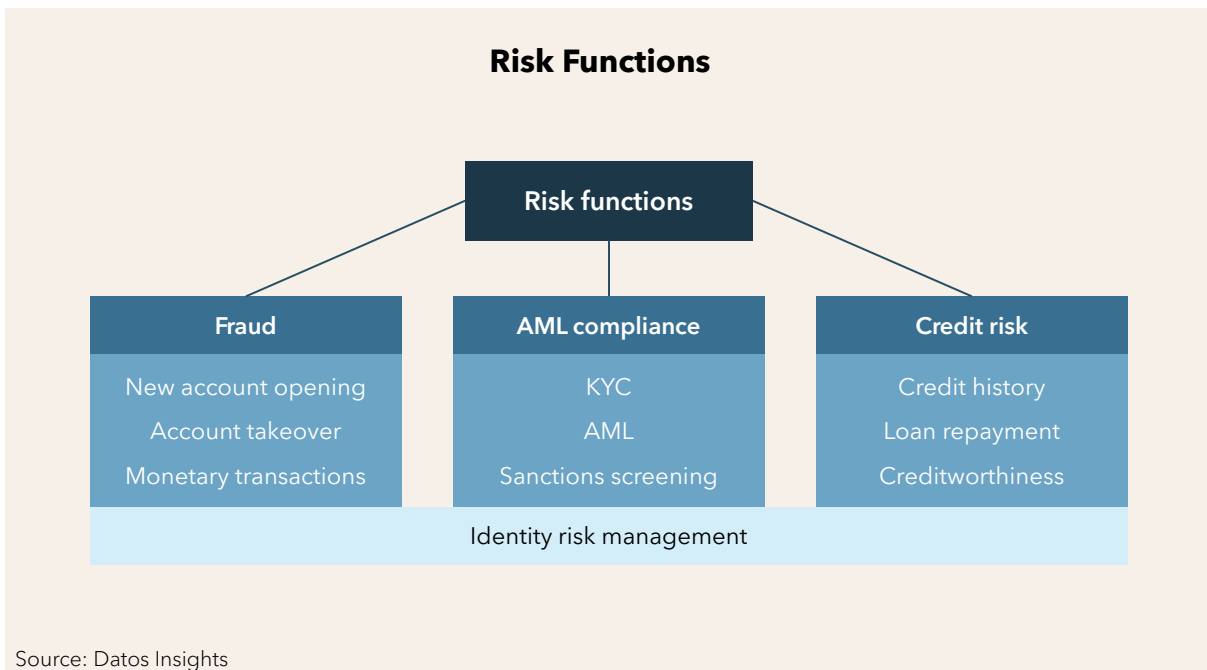 Risk Functions
Risk functions
Fraud
New account opening
Account takeover
Monetary transactions
AML compliance
KYC
AML
Sanctions screening
Credit risk
Credit history
Loan repayment
Creditworthiness
Identity risk management
Source: Datos Insights